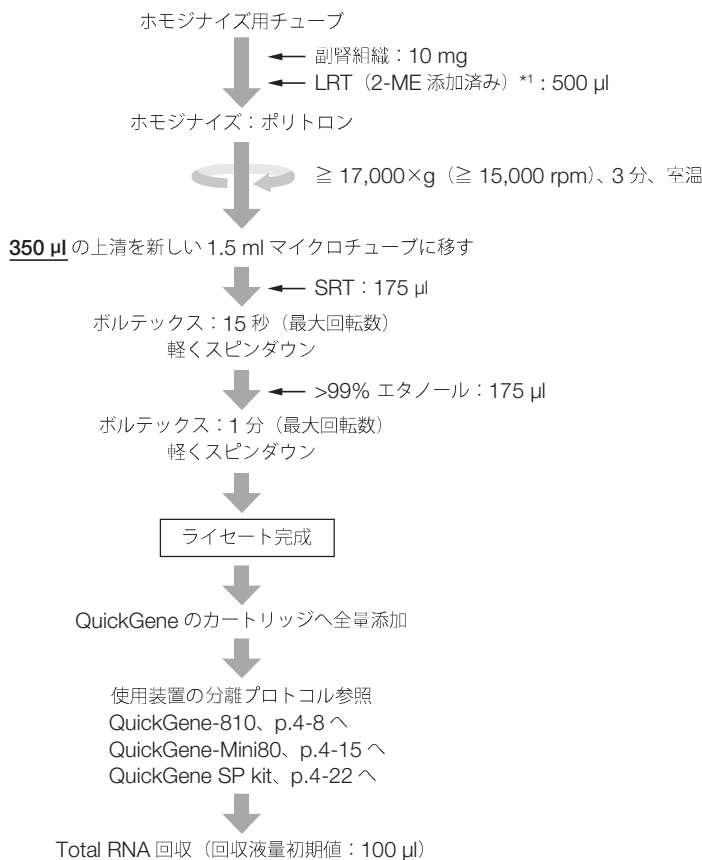 ホモジナイズ用チューブ
副腎組織：10 mg
LRT（2-ME 添加済み）*1 : 500 µl
ホモジナイズ：ポリトロン
≧ 17,000×g（≧ 15,000 rpm）、3 分、室温
350 µl の上清を新しい 1.5 ml マイクロチューブに移す
SRT：175 µl
ボルテックス：15 秒（最大回転数）
軽くスピンダウン
>99% エタノール：175 µl
ボルテックス：1 分（最大回転数）
軽くスピンダウン
ライセート完成
QuickGene のカートリッジへ全量添加
使用装置の分離プロトコル参照
QuickGene-810、p.4-8 へ
QuickGene-Mini80、p.4-15 へ
QuickGene SP kit、p.4-22 へ
Total RNA 回収（回収液量初期値：100 µl）